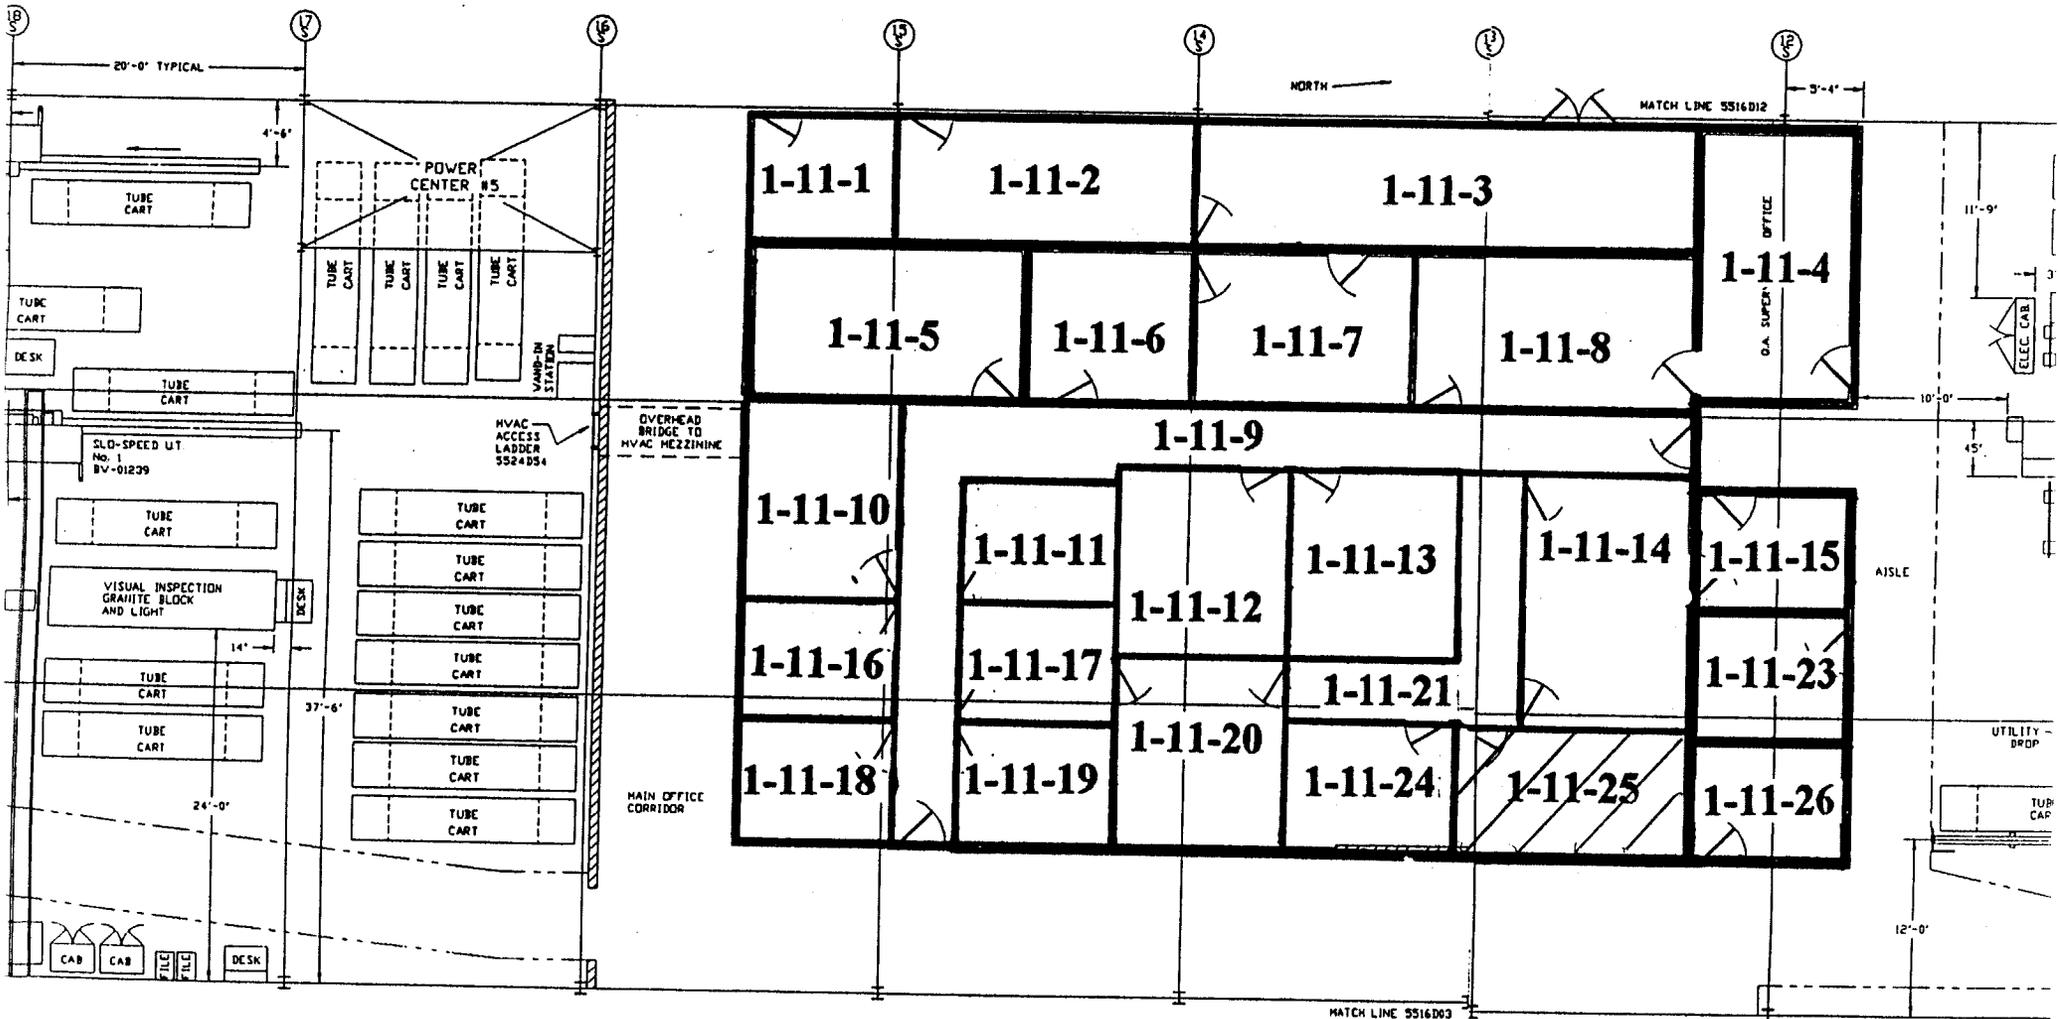 18 S
17 S
16 S
15 S
14 S
13 S
12 S
20'-0" TYPICAL
NORTH
MATCH LINE 5516D12
5'-4"
4'-6"
POWER
CENTER #5
TUBE
CART
TUBE
CART
TUBE
CART
TUBE
CART
TUBE
CART
TUBE
CART
DESK
TUBE
CART
VAND-IN
STATION
1-11-1
1-11-2
1-11-3
1-11-4
Q.A. SUPER
OFFICE
1-11-5
1-11-6
1-11-7
1-11-8
11'-9"
ELEC. CAB.
10'-0"
45"
HVAC
ACCESS
LADDER
5524D54
OVERHEAD
BRIDGE TO
HVAC MEZZININE
SLO-SPEED U.T.
No. 1
BV-01239
1-11-9
1-11-10
1-11-11
1-11-12
1-11-13
1-11-14
1-11-15
AISLE
TUBE
CART
TUBE
CART
TUBE
CART
TUBE
CART
TUBE
CART
TUBE
CART
TUBE
CART
TUBE
CART
VISUAL INSPECTION
GRANITE BLOCK
AND LIGHT
DESK
14"
TUBE
CART
TUBE
CART
37'-6"
24'-0"
1-11-16
1-11-17
1-11-21
1-11-23
1-11-18
1-11-19
1-11-20
1-11-24
1-11-25
1-11-26
UTILITY
DROP
MAIN OFFICE
CORRIDOR
12'-0"
CAB
CAB
FILE
FILE
DESK
MATCH LINE 5516D03